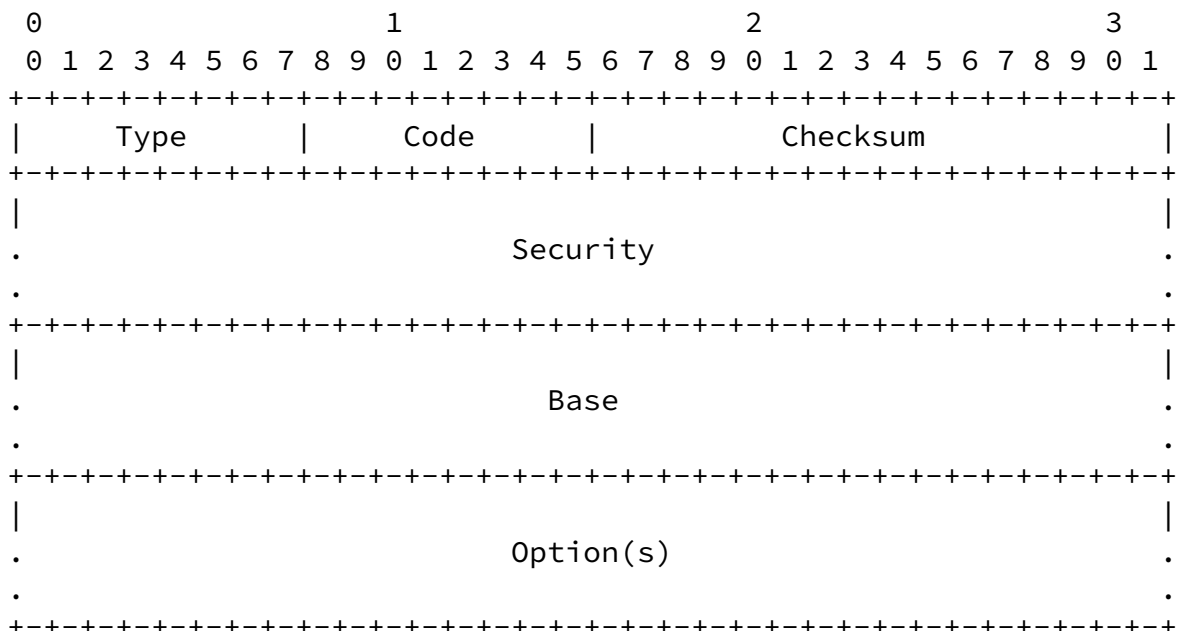 0                   1                   2                   3
 0 1 2 3 4 5 6 7 8 9 0 1 2 3 4 5 6 7 8 9 0 1 2 3 4 5 6 7 8 9 0 1
+-+-+-+-+-+-+-+-+-+-+-+-+-+-+-+-+-+-+-+-+-+-+-+-+-+-+-+-+-+-+-+-+
|     Type      |     Code      |          Checksum             |
+-+-+-+-+-+-+-+-+-+-+-+-+-+-+-+-+-+-+-+-+-+-+-+-+-+-+-+-+-+-+-+-+
|                                                               |
.                           Security                            .
.                                                               .
+-+-+-+-+-+-+-+-+-+-+-+-+-+-+-+-+-+-+-+-+-+-+-+-+-+-+-+-+-+-+-+-+
|                                                               |
.                             Base                              .
.                                                               .
+-+-+-+-+-+-+-+-+-+-+-+-+-+-+-+-+-+-+-+-+-+-+-+-+-+-+-+-+-+-+-+-+
|                                                               |
.                           Option(s)                           .
.                                                               .
+-+-+-+-+-+-+-+-+-+-+-+-+-+-+-+-+-+-+-+-+-+-+-+-+-+-+-+-+-+-+-+-+